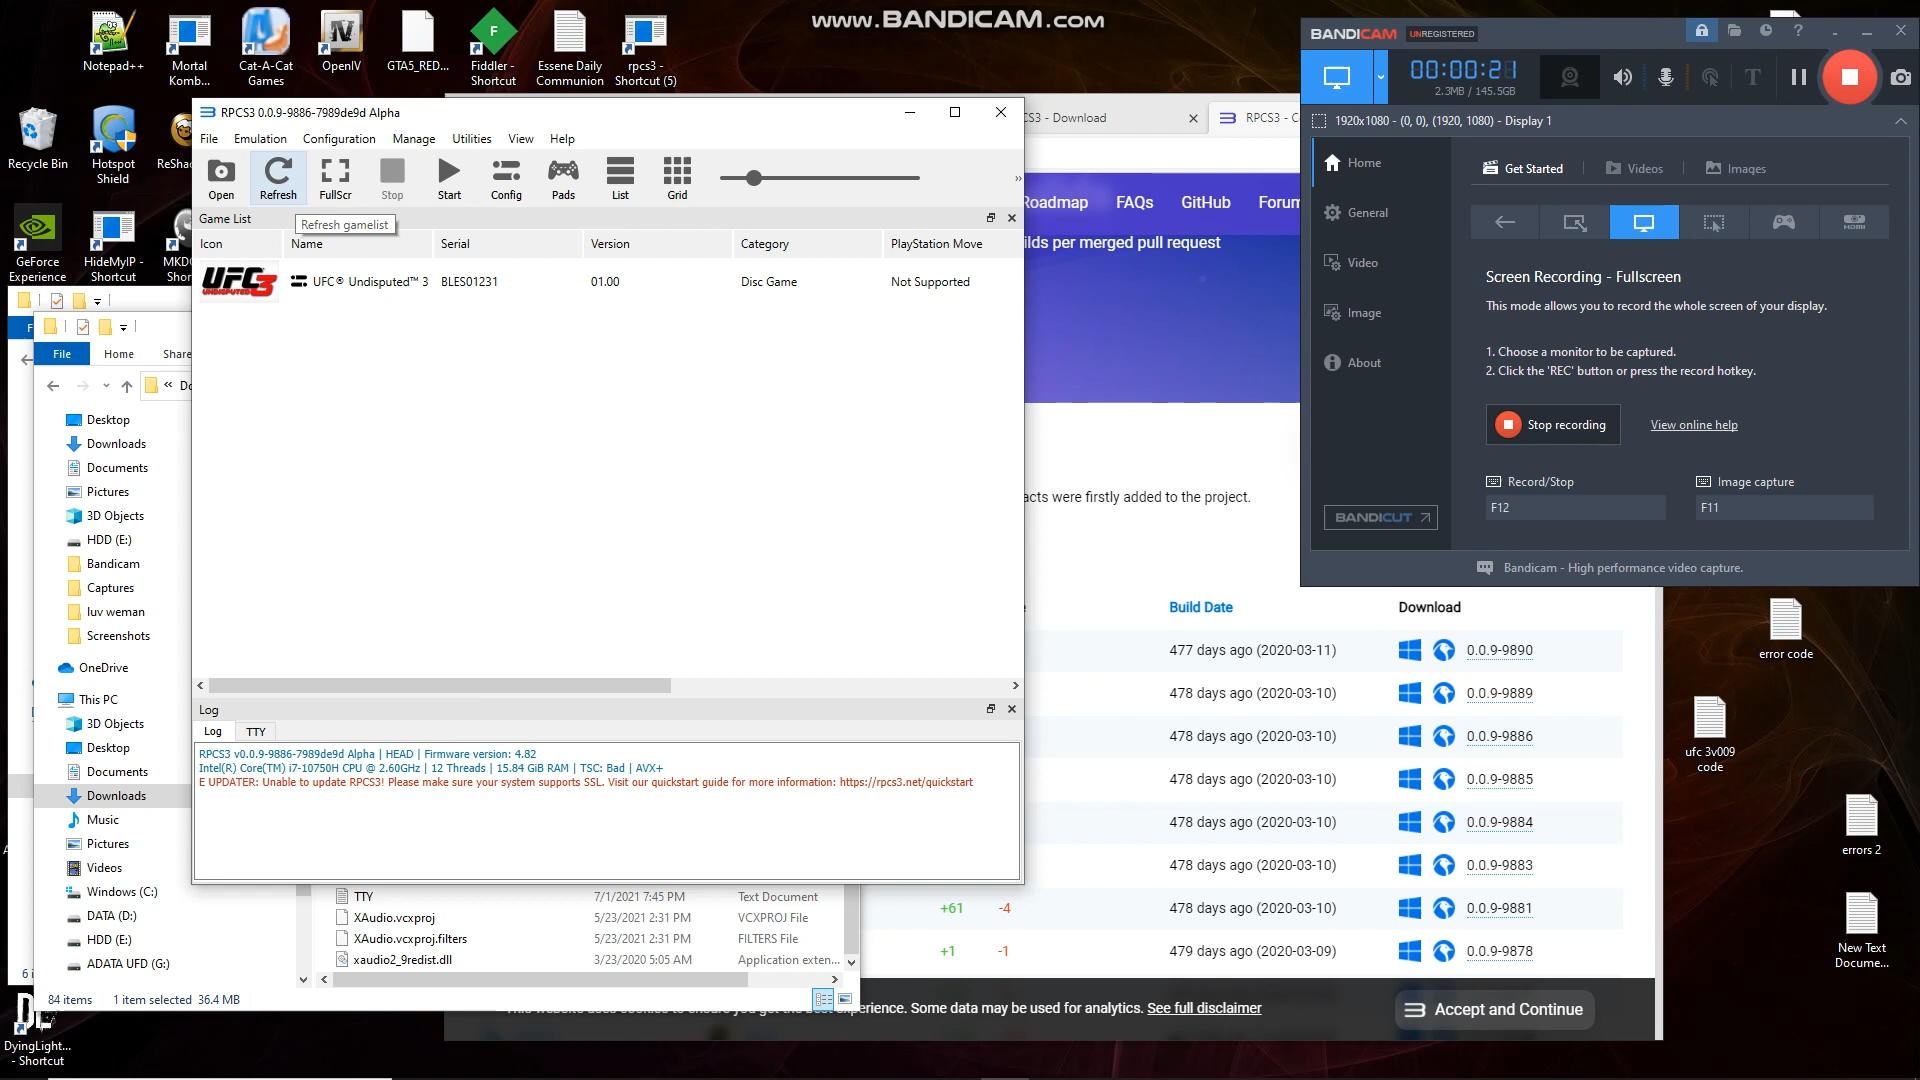 www.BANDICAM.com
Notepad++
Mortal
Komb...
Cat-A-Cat
Games
OpenIV
GTA5_RED...
Fiddler -
Shortcut
Essene Daily
Communion
rpcs3 -
Shortcut (5)
Recycle Bin
Hotspot
Shield
GeForce
Experience
HideMyIP -
Shortcut
DyingLight...
- Shortcut
RPCS3 0.0.9-9886-7989de9d Alpha
File Emulation Configuration Manage Utilities View Help
Open Refresh FullScr Stop Start Config Pads List Grid
Game List
Refresh gamelist
Icon Name Serial Version Category PlayStation Move
UFC 3
UNDISPUTED
UFC® Undisputed™ 3 BLES01231 01.00 Disc Game Not Supported
Log
Log TTY
RPCS3 v0.0.9-9886-7989de9d Alpha | HEAD | Firmware version: 4.82
Intel(R) Core(TM) i7-10750H CPU @ 2.60GHz | 12 Threads | 15.84 GiB RAM | TSC: Bad | AVX+
E UPDATER: Unable to update RPCS3! Please make sure your system supports SSL. Visit our quickstart guide for more information: https://rpcs3.net/quickstart
File Home Share
Desktop
Downloads
Documents
Pictures
3D Objects
HDD (E:)
Bandicam
Captures
luv weman
Screenshots
OneDrive
This PC
3D Objects
Desktop
Documents
Downloads
Music
Pictures
Videos
Windows (C:)
DATA (D:)
HDD (E:)
ADATA UFD (G:)
TTY 7/1/2021 7:45 PM Text Document
XAudio.vcxproj 5/23/2021 2:31 PM VCXPROJ File
XAudio.vcxproj.filters 5/23/2021 2:31 PM FILTERS File
xaudio2_9redist.dll 3/23/2020 5:05 AM Application exten...
84 items 1 item selected 36.4 MB
CS3 - Download
RPCS3 - C
Roadmap FAQs GitHub Forum
ilds per merged pull request
acts were firstly added to the project.
Build Date Download
477 days ago (2020-03-11) 0.0.9-9890
478 days ago (2020-03-10) 0.0.9-9889
478 days ago (2020-03-10) 0.0.9-9886
478 days ago (2020-03-10) 0.0.9-9885
478 days ago (2020-03-10) 0.0.9-9884
478 days ago (2020-03-10) 0.0.9-9883
+61 -4 478 days ago (2020-03-10) 0.0.9-9881
+1 -1 479 days ago (2020-03-09) 0.0.9-9878
This website uses cookies to ensure you get the best experience. Some data may be used for analytics. See full disclaimer
Accept and Continue
BANDICAM UNREGISTERED
00:00:21
2.3MB / 145.5GB
1920x1080 - (0, 0), (1920, 1080) - Display 1
Home
General
Video
Image
About
BANDICUT
Get Started Videos Images
HDMI
Screen Recording - Fullscreen
This mode allows you to record the whole screen of your display.
1. Choose a monitor to be captured.
2. Click the 'REC' button or press the record hotkey.
Stop recording View online help
Record/Stop Image capture
F12 F11
Bandicam - High performance video capture.
error code
ufc 3v009
code
errors 2
New Text
Docume...